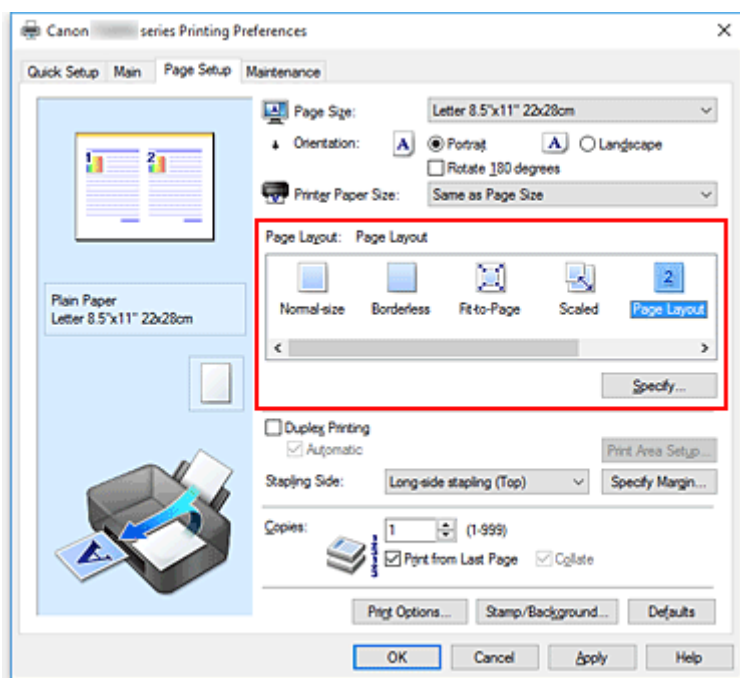 Canon series Printing Preferences
Quick Setup Main Page Setup Maintenance
1 2
Plain Paper
Letter 8.5"x11" 22x28cm
Page Size: Letter 8.5"x11" 22x28cm
Orientation: A Portrait A Landscape
Rotate 180 degrees
Printer Paper Size: Same as Page Size
Page Layout: Page Layout
2
Normal-size Borderless Fit-to-Page Scaled Page Layout
Specify...
Duplex Printing
Automatic Print Area Setup...
Stapling Side: Long-side stapling (Top) Specify Margin...
Copies: 1 (1-999)
Print from Last Page Collate
A
Print Options... Stamp/Background... Defaults
OK Cancel Apply Help